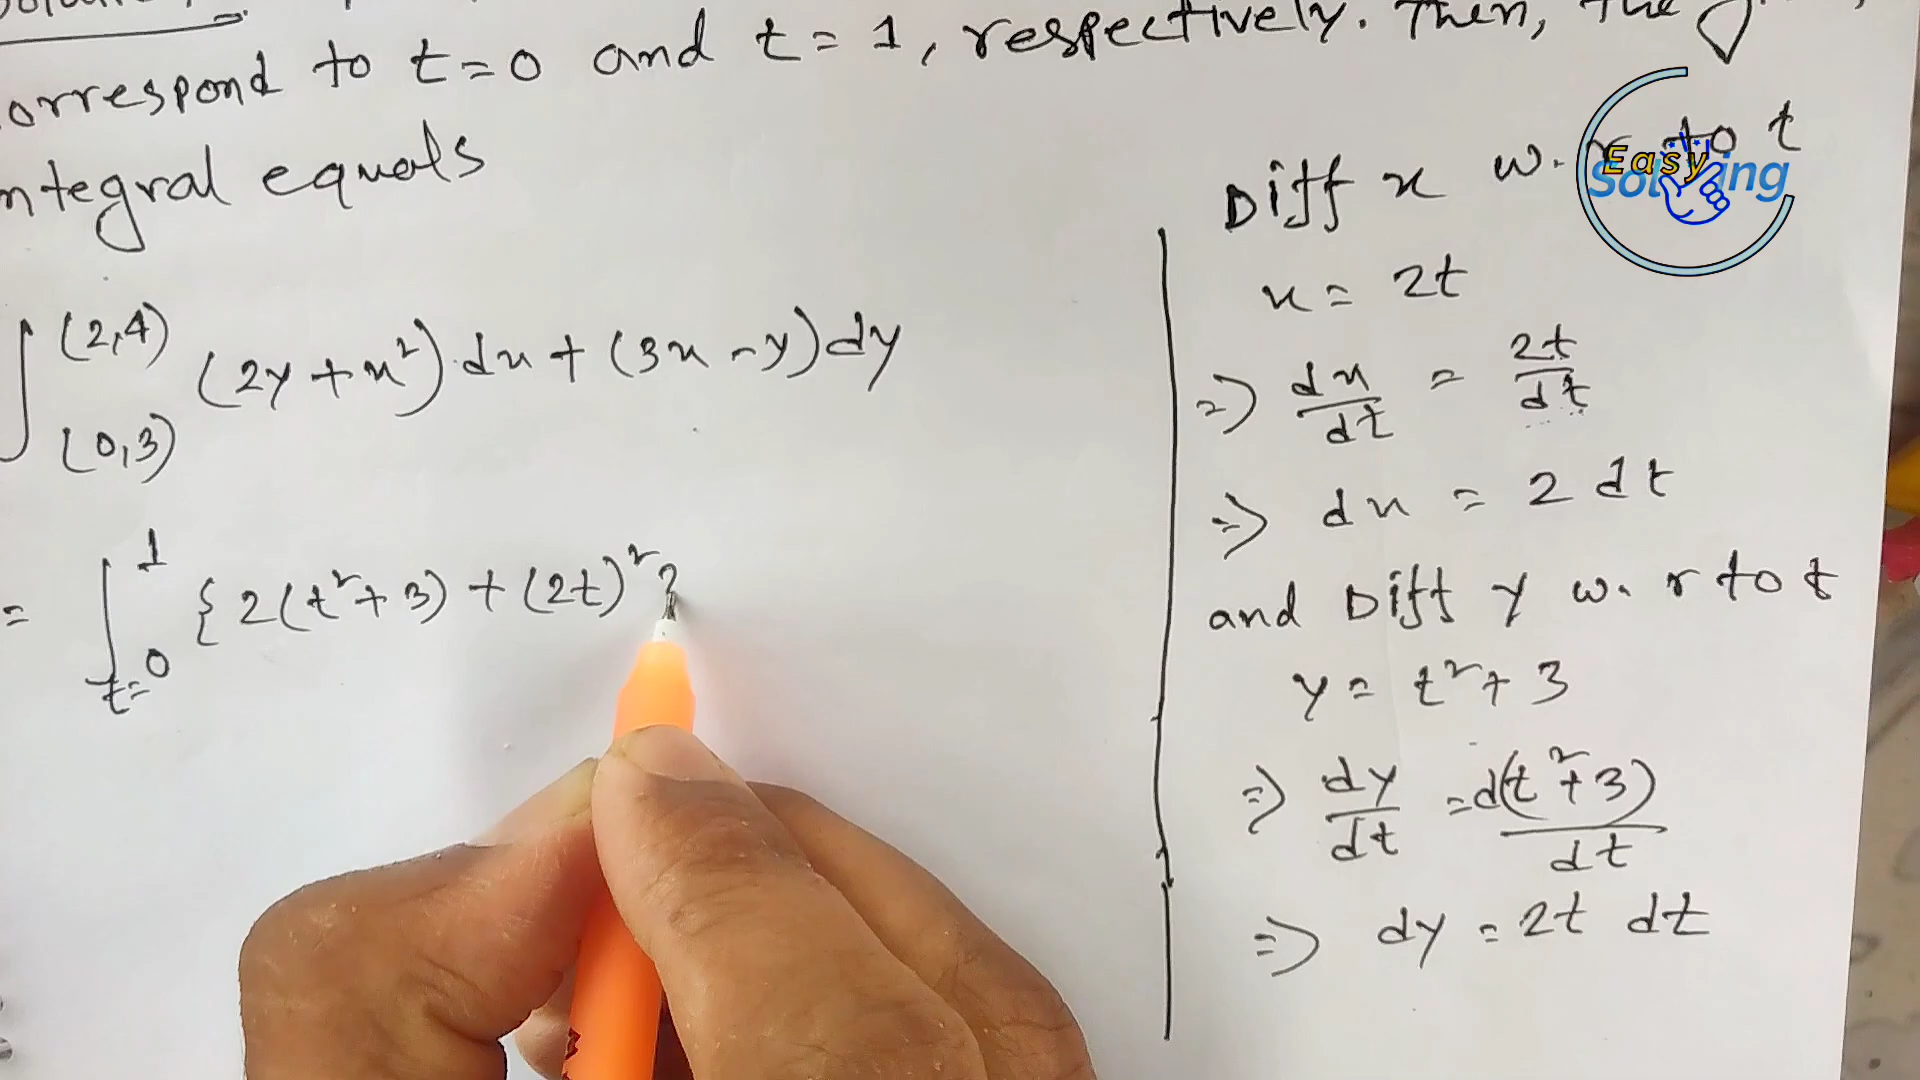 correspond to t=0 and t=1, respectively. Then, the
integral equals
∫_(0,3)^(2,4) (2y+x²).dx+(3x-y)dy
= ∫_t=0^1 {2(t²+3)+(2t)²}
Diff x w.r to t
x = 2t
=> dx/dt = 2t/dt
=> dx = 2 dt
and Diff y w.r to t
y = t²+3
=> dy/dt = d(t²+3)/dt
=> dy = 2t dt
Easy
Solving